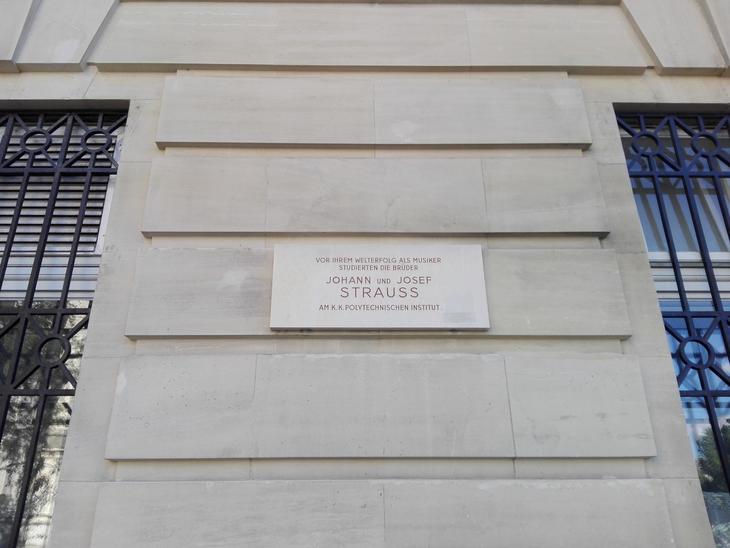 VOR IHREM WELTERFOLG ALS MUSIKER
STUDIERTEN DIE BRÜDER
JOHANN UND JOSEF
STRAUSS
AM K.K. POLYTECHNISCHEN INSTITUT